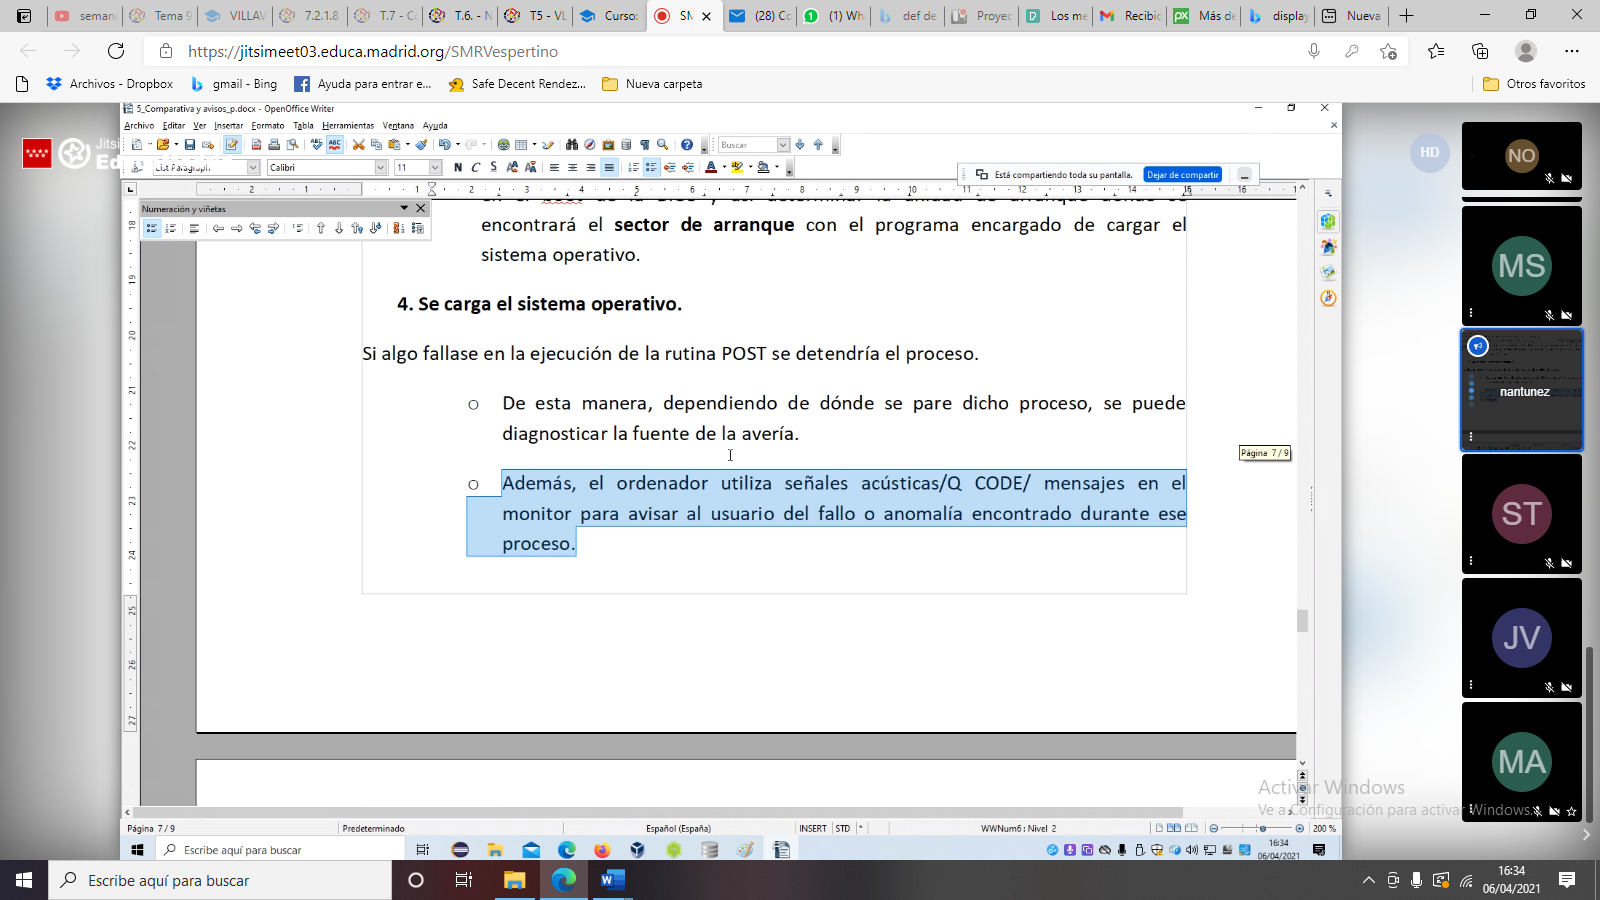 seman
Tema 9
VILLAV
7.2.1.8
T.7 - Co
T.6. - N
T5 - VL
Curso:
SM
(28) Co
(1) Wha
def de
Proyec
Los me
Recibid
Más de
display
Nueva
https://jitsimeet03.educa.madrid.org/SMRVespertino
Archivos - Dropbox
gmail - Bing
Ayuda para entrar e...
Safe Decent Rendez...
Nueva carpeta
Otros favoritos
5_Comparativa y avisos_p.docx - OpenOffice Writer
Archivo Editar Ver Insertar Formato Tabla Herramientas Ventana Ayuda
Buscar
List Paragraph
Calibri
11
Está compartiendo toda su pantalla.
Dejar de compartir
Numeración y viñetas
encontrará el sector de arranque con el programa encargado de cargar el
sistema operativo.
4. Se carga el sistema operativo.
Si algo fallase en la ejecución de la rutina POST se detendría el proceso.
o De esta manera, dependiendo de dónde se pare dicho proceso, se puede
diagnosticar la fuente de la avería.
o Además, el ordenador utiliza señales acústicas/Q CODE/ mensajes en el
monitor para avisar al usuario del fallo o anomalía encontrado durante ese
proceso.
Página 7 / 9
HD
NO
MS
nantunez
ST
JV
MA
Activar Windows
Ve a Configuración para activar Windows.
Página 7 / 9
Predeterminado
Español (España)
INSERT
STD
*
WWNum6 : Nivel 2
200 %
Escribe aquí para buscar
16:34
06/04/2021
Escribe aquí para buscar
16:34
06/04/2021